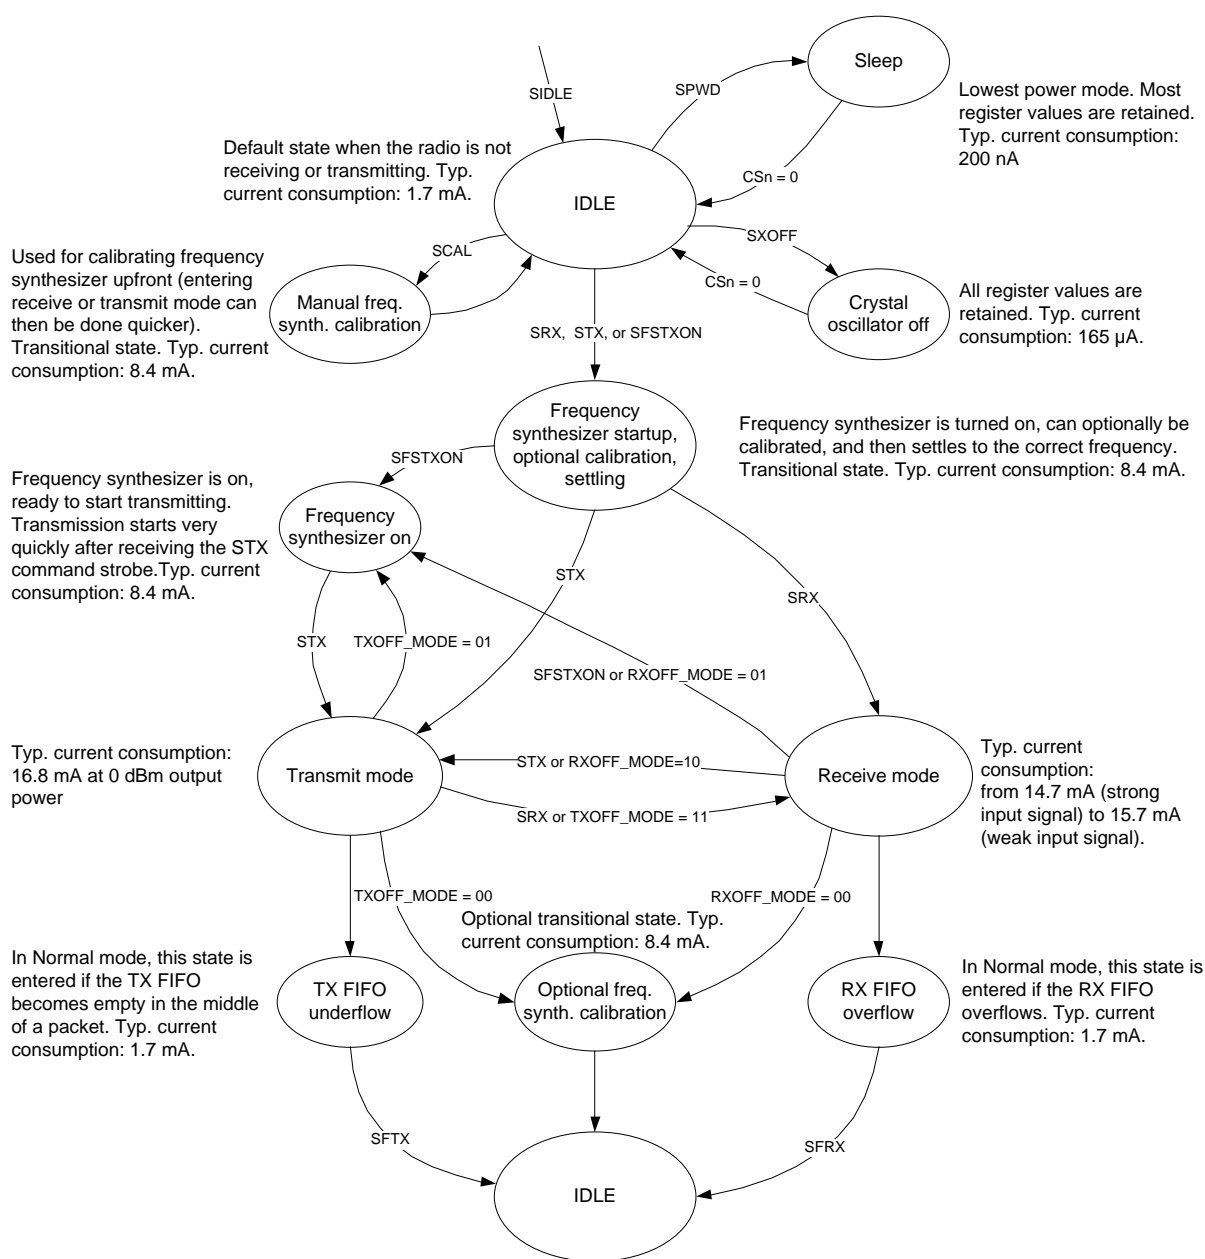 Sleep
SIDLE
SPWD
Lowest power mode. Most
register values are retained.
Typ. current consumption:
200 nA
Default state when the radio is not
receiving or transmitting. Typ.
current consumption: 1.7 mA.
CSn = 0
IDLE
SXOFF
SCAL
Used for calibrating frequency
synthesizer upfront (entering
receive or transmit mode can
then be done quicker).
Transitional state. Typ. current
consumption: 8.4 mA.
Manual freq.
synth. calibration
CSn = 0
Crystal
oscillator off
All register values are
retained. Typ. current
consumption: 165 µA.
SRX, STX, or SFSTXON
Frequency
synthesizer startup,
optional calibration,
settling
Frequency synthesizer is turned on, can optionally be
calibrated, and then settles to the correct frequency.
Transitional state. Typ. current consumption: 8.4 mA.
SFSTXON
Frequency synthesizer is on,
ready to start transmitting.
Transmission starts very
quickly after receiving the STX
command strobe.Typ. current
consumption: 8.4 mA.
Frequency
synthesizer on
STX
SRX
STX
TXOFF_MODE = 01
SFSTXON or RXOFF_MODE = 01
Typ. current consumption:
16.8 mA at 0 dBm output
power
Transmit mode
STX or RXOFF_MODE=10
SRX or TXOFF_MODE = 11
Receive mode
Typ. current
consumption:
from 14.7 mA (strong
input signal) to 15.7 mA
(weak input signal).
TXOFF_MODE = 00
RXOFF_MODE = 00
Optional transitional state. Typ.
current consumption: 8.4 mA.
In Normal mode, this state is
entered if the TX FIFO
becomes empty in the middle
of a packet. Typ. current
consumption: 1.7 mA.
TX FIFO
underflow
Optional freq.
synth. calibration
RX FIFO
overflow
In Normal mode, this state is
entered if the RX FIFO
overflows. Typ. current
consumption: 1.7 mA.
SFTX
SFRX
IDLE